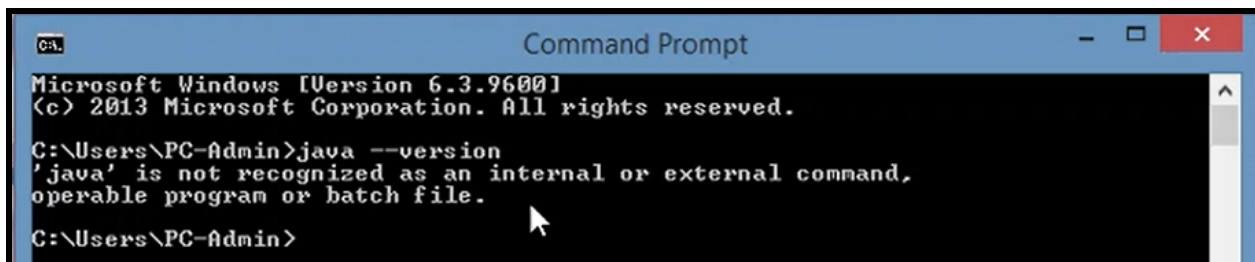 C:\.
Command Prompt
Microsoft Windows [Version 6.3.9600]
(c) 2013 Microsoft Corporation. All rights reserved.
C:\Users\PC-Admin>java --version
'java' is not recognized as an internal or external command,
operable program or batch file.
C:\Users\PC-Admin>